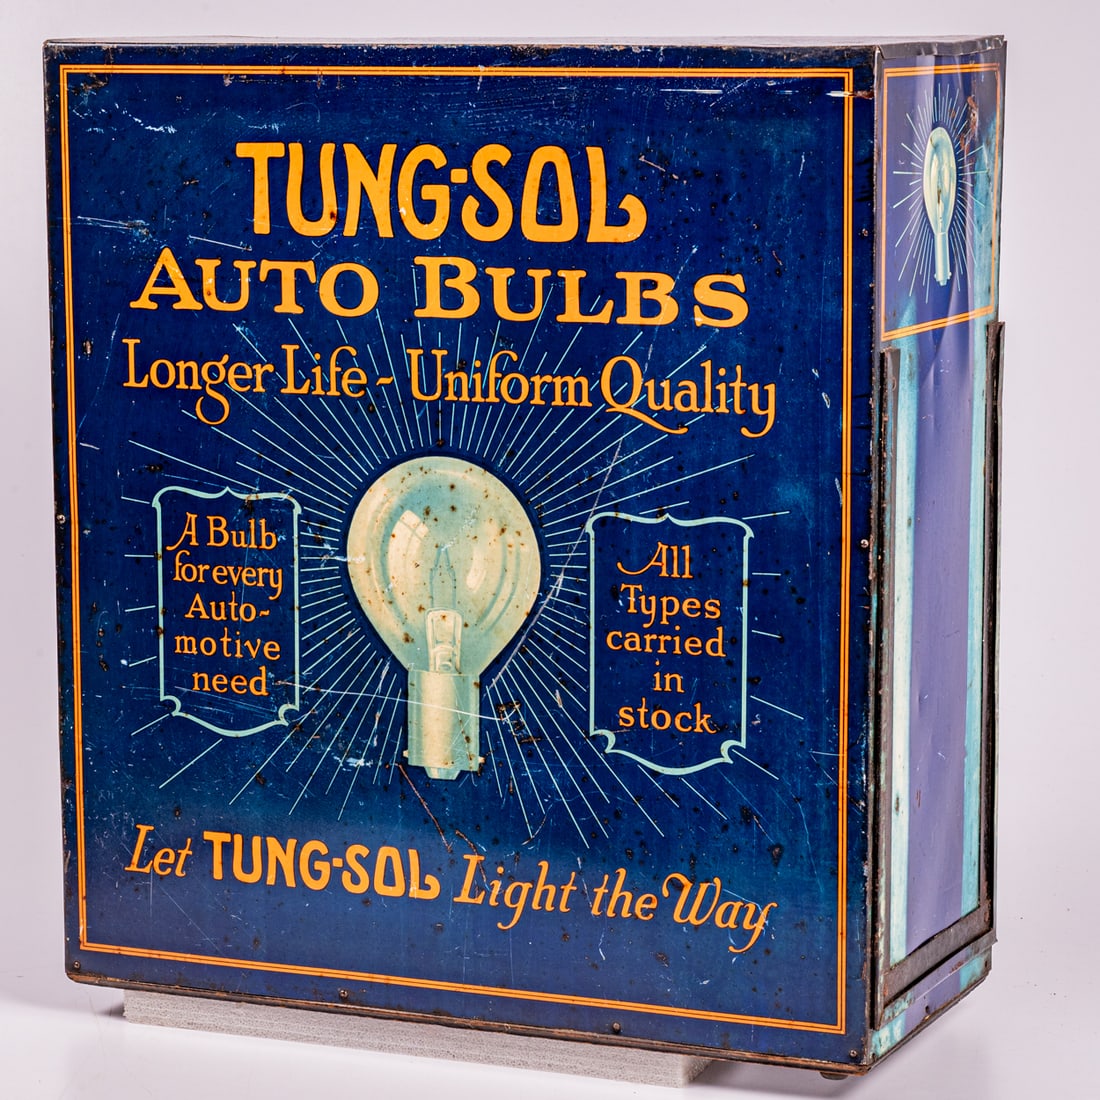 TUNG-SOL
AUTO BULBS
Longer Life - Uniform Quality
A Bulb
for every
Auto-
motive
need
All
Types
carried
in
stock
Let TUNG-SOL Light the Way